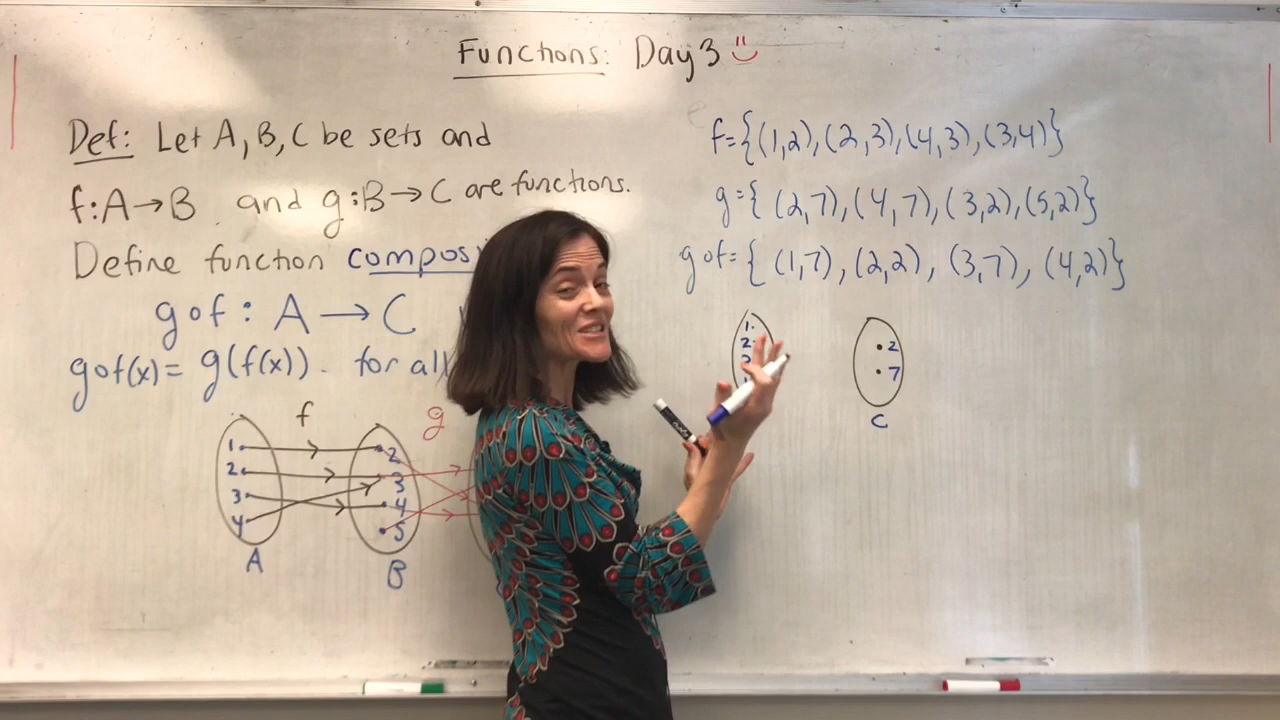 Functions: Day 3
Def: Let A, B, C be sets and
f: A → B and g: B → C are functions.
Define function compos
g∘f : A → C
g∘f(x) = g(f(x)). for all
f
g
1
2
3
4
A
2
3
4
5
B
f={(1,2),(2,3),(4,3),(3,4)}
g={(2,7),(4,7),(3,2),(5,2)}
g∘f={(1,7),(2,2),(3,7),(4,2)}
1
2
2
7
C